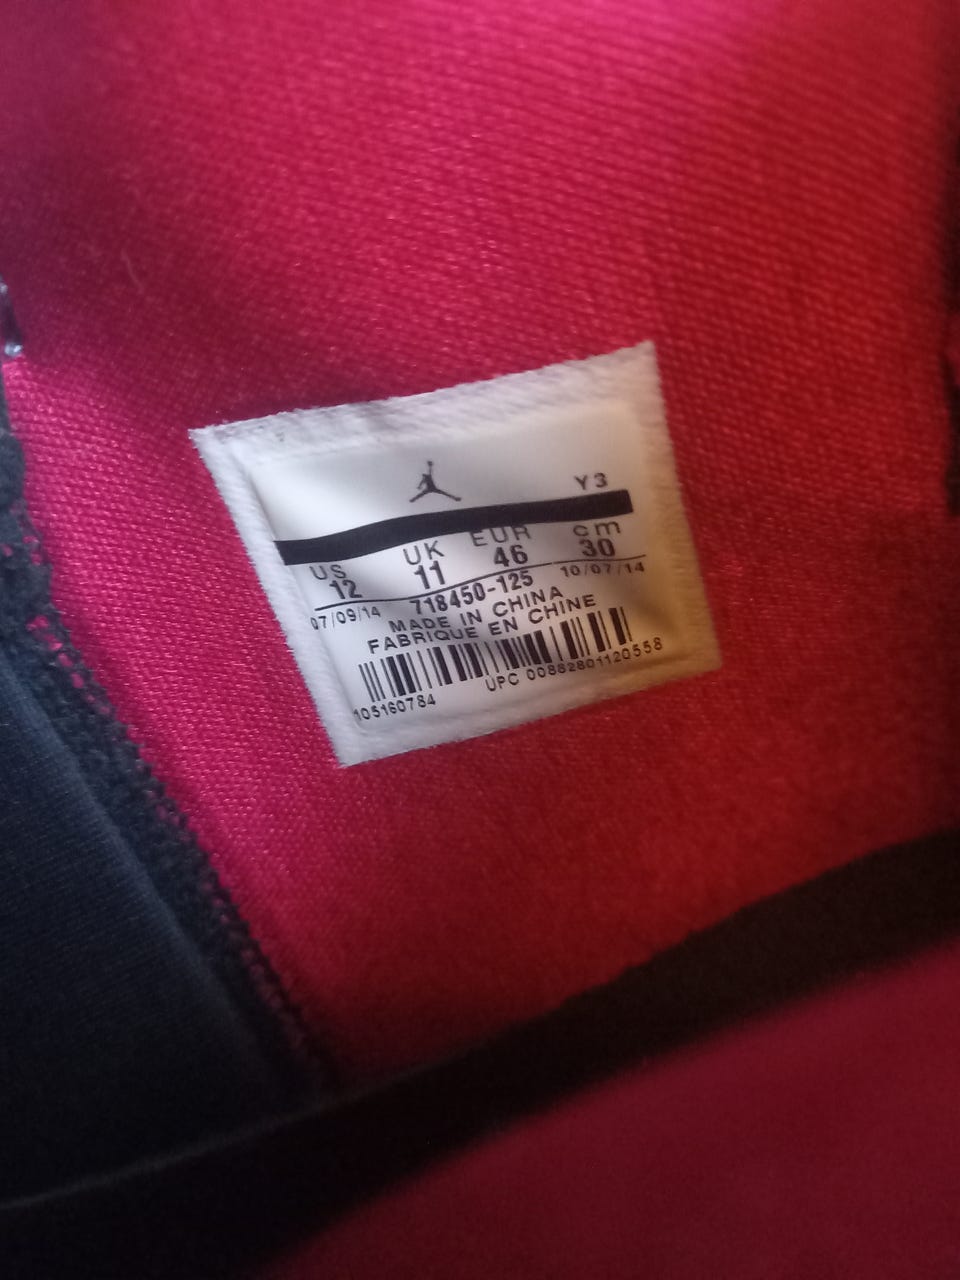 Y3
US UK EUR cm
12 11 46 30
07/09/14 718450-125 10/07/14
MADE IN CHINA
FABRIQUE EN CHINE
105160784 UPC 00882801120558